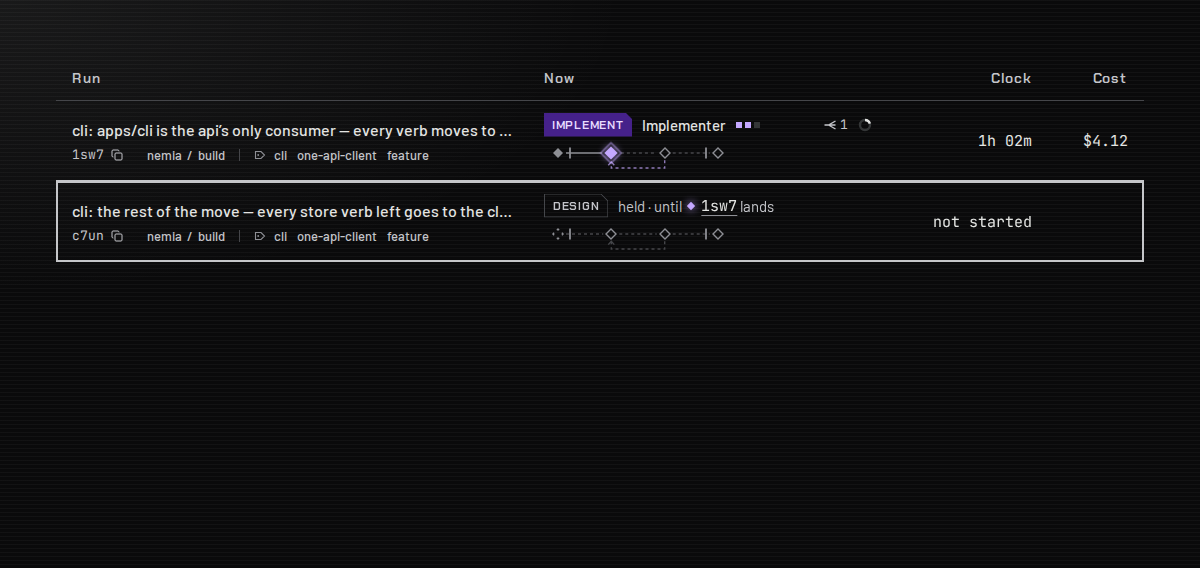 Run Now Clock Cost
cli: apps/cli is the api's only consumer — every verb moves to ...
IMPLEMENT Implementer 1
1h 02m $4.12
1sw7 nemla / build cli one-api-client feature
cli: the rest of the move — every store verb left goes to the cl...
DESIGN held · until 1sw7 lands
not started
c7un nemla / build cli one-api-client feature